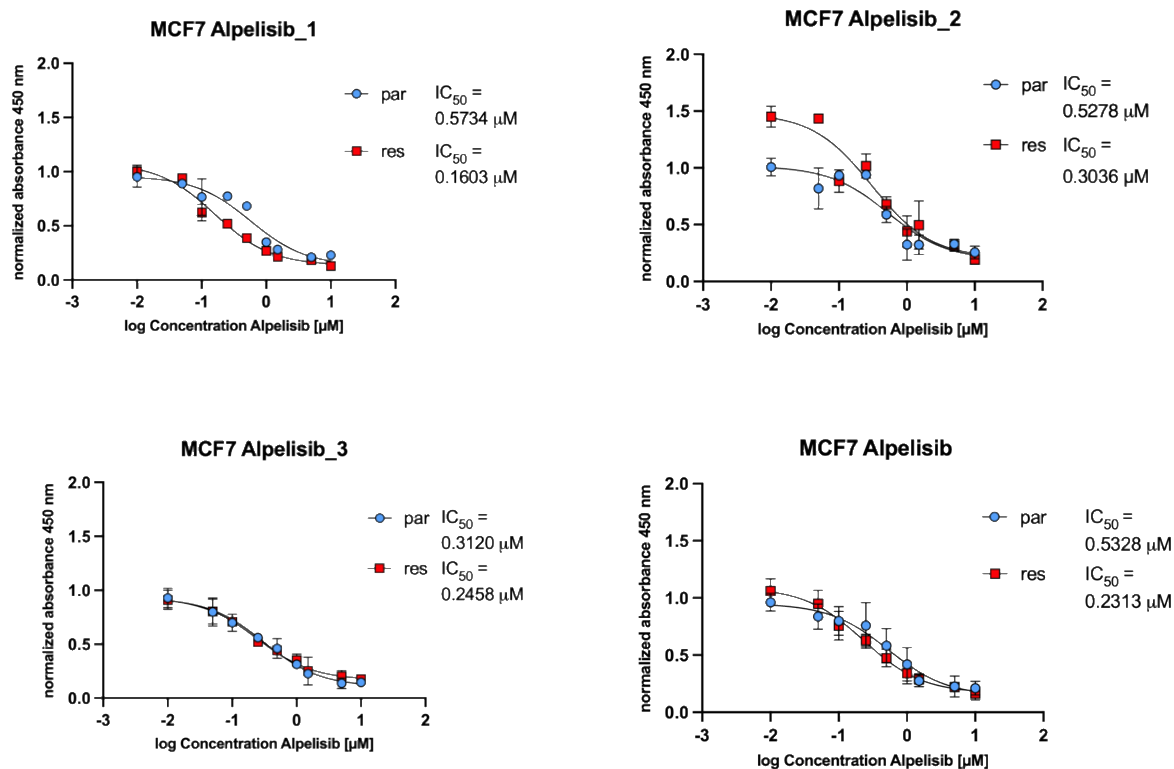 MCF7 Alpelisib_1
normalized absorbance 450 nm
2.0
1.5
1.0
0.5
0.0
-3 -2 -1 0 1 2
log Concentration Alpelisib [µM]
par IC50 =
0.5734 µM
res IC50 =
0.1603 µM
MCF7 Alpelisib_2
normalized absorbance 450 nm
2.0
1.5
1.0
0.5
0.0
-3 -2 -1 0 1 2
log Concentration Alpelisib [µM]
par IC50 =
0.5278 µM
res IC50 =
0.3036 µM
MCF7 Alpelisib_3
normalized absorbance 450 nm
2.0
1.5
1.0
0.5
0.0
-3 -2 -1 0 1 2
log Concentration Alpelisib [µM]
par IC50 =
0.3120 µM
res IC50 =
0.2458 µM
MCF7 Alpelisib
normalized absorbance 450 nm
2.0
1.5
1.0
0.5
0.0
-3 -2 -1 0 1 2
log Concentration Alpelisib [µM]
par IC50 =
0.5328 µM
res IC50 =
0.2313 µM